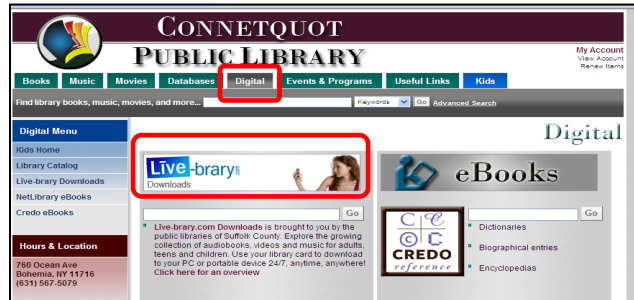 CONNETQUOT
PUBLIC LIBRARY
My Account
View Account
Renew Items
Books Music Movies Databases Digital Events & Programs Useful Links Kids
Find library books, music, movies, and more... Keywords Go Advanced Search
Digital Menu
Kids Home
Library Catalog
Live-brary Downloads
NetLibrary eBooks
Credo eBooks
Hours & Location
760 Ocean Ave
Bohemia, NY 11716
(631) 567-5079
Digital
Live-brary
Downloads
Go
Live-brary.com Downloads is brought to you by the
public libraries of Suffolk County. Explore the growing
collection of audiobooks, videos and music for adults,
teens and children. Use your library card to download
to your PC or portable device 24/7, anytime, anywhere!
Click here for an overview
eBooks
Go
C C
© C
CREDO
reference
Dictionaries
Biographical entries
Encyclopedias